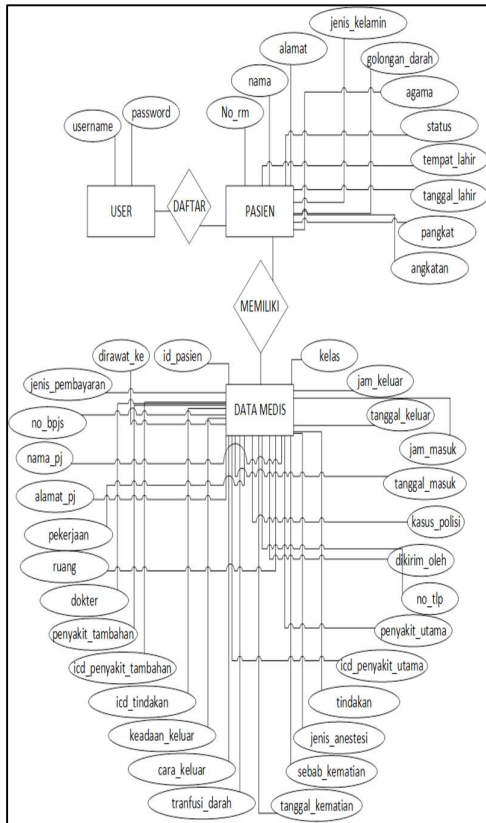 jenis_kelamin
alamat
golongan_darah
nama
agama
No_rm
password
status
username
tempat_lahir
tanggal_lahir
USER
DAFTAR
PASIEN
pangkat
angkatan
MEMILIKI
dirawat_ke
id_pasien
kelas
jenis_pembayaran
jam_keluar
DATA MEDIS
no_bpjs
tanggal_keluar
jam_masuk
nama_pj
tanggal_masuk
alamat_pj
kasus_polisi
pekerjaan
ruang
dikirim_oleh
dokter
no_tlp
penyakit_tambahan
penyakit_utama
icd_penyakit_tambahan
icd_penyakit_utama
icd_tindakan
tindakan
keadaan_keluar
jenis_anestesi
cara_keluar
sebab_kematian
tranfusi_darah
tanggal_kematian